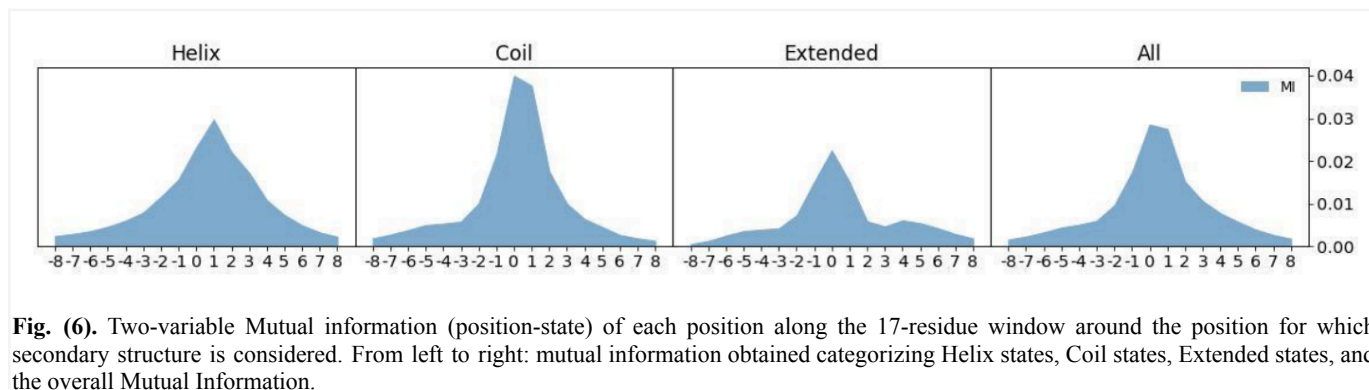 Helix Coil Extended All
MI
0.04
0.03
0.02
0.01
0.00
-8 -7 -6 -5 -4 -3 -2 -1 0 1 2 3 4 5 6 7 8 -8 -7 -6 -5 -4 -3 -2 -1 0 1 2 3 4 5 6 7 8 -8 -7 -6 -5 -4 -3 -2 -1 0 1 2 3 4 5 6 7 8 -8 -7 -6 -5 -4 -3 -2 -1 0 1 2 3 4 5 6 7 8
Fig. (6). Two-variable Mutual information (position-state) of each position along the 17-residue window around the position for which
secondary structure is considered. From left to right: mutual information obtained categorizing Helix states, Coil states, Extended states, and
the overall Mutual Information.